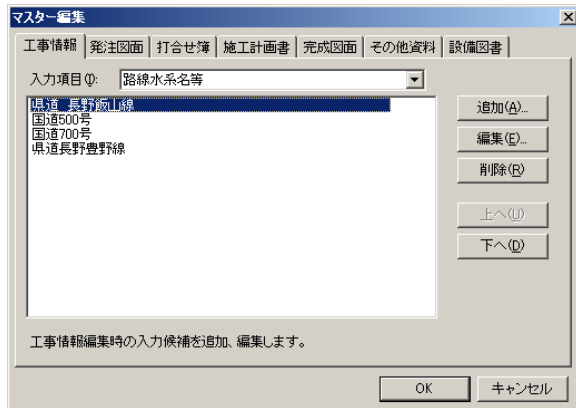 マスター編集
工事情報 発注図面 打合せ簿 施工計画書 完成図面 その他資料 設備図書
入力項目(I): 路線水系名等
県道 長野飯山線
国道500号
国道700号
県道長野豊野線
追加(A)...
編集(E)...
削除(R)
上へ(U)
下へ(D)
工事情報編集時の入力候補を追加、編集します。
OK キャンセル